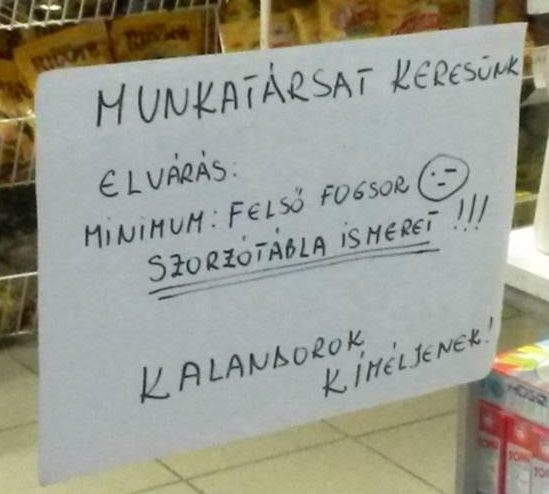 MUNKATÁRSAT KERESÜNK
ELVÁRÁS:
MINIMUM: FELSŐ FOGSOR
SZORZÓTÁBLA ISMERET !!!
KALANDOROK
KÍMÉLJENEK!